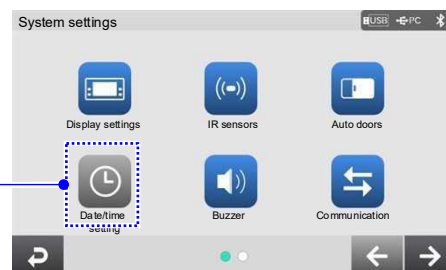 System settings
USB PC
Display settings
IR sensors
Auto doors
Date/time
setting
Buzzer
Communication